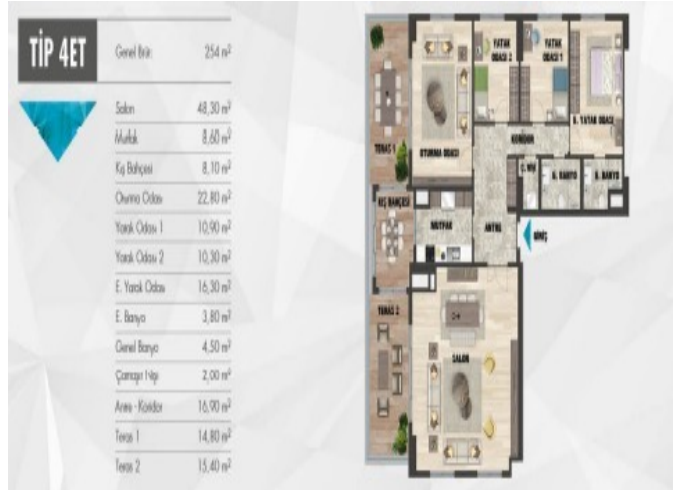 TİP 4ET
Genel Brüt 254 m²
Salon 48,30 m²
Mutfak 8,60 m²
Kış Bahçesi 8,10 m²
Oturma Odası 22,80 m²
Yatak Odası 1 10,90 m²
Yatak Odası 2 10,30 m²
E. Yatak Odası 16,30 m²
E. Banyo 3,80 m²
Genel Banyo 4,50 m²
Çamaşır Nişi 2,00 m²
Antre - Koridor 16,90 m²
Teras 1 14,80 m²
Teras 2 15,40 m²
YATAK
ODASI 2
YATAK
ODASI 1
E. YATAK ODASI
TERAS 1
OTURMA ODASI
KORİDOR
G. BANYO
E. BANYO
KIŞ BAHÇESİ
MUTFAK
ANTRE
GİRİŞ
TERAS 2
SALON